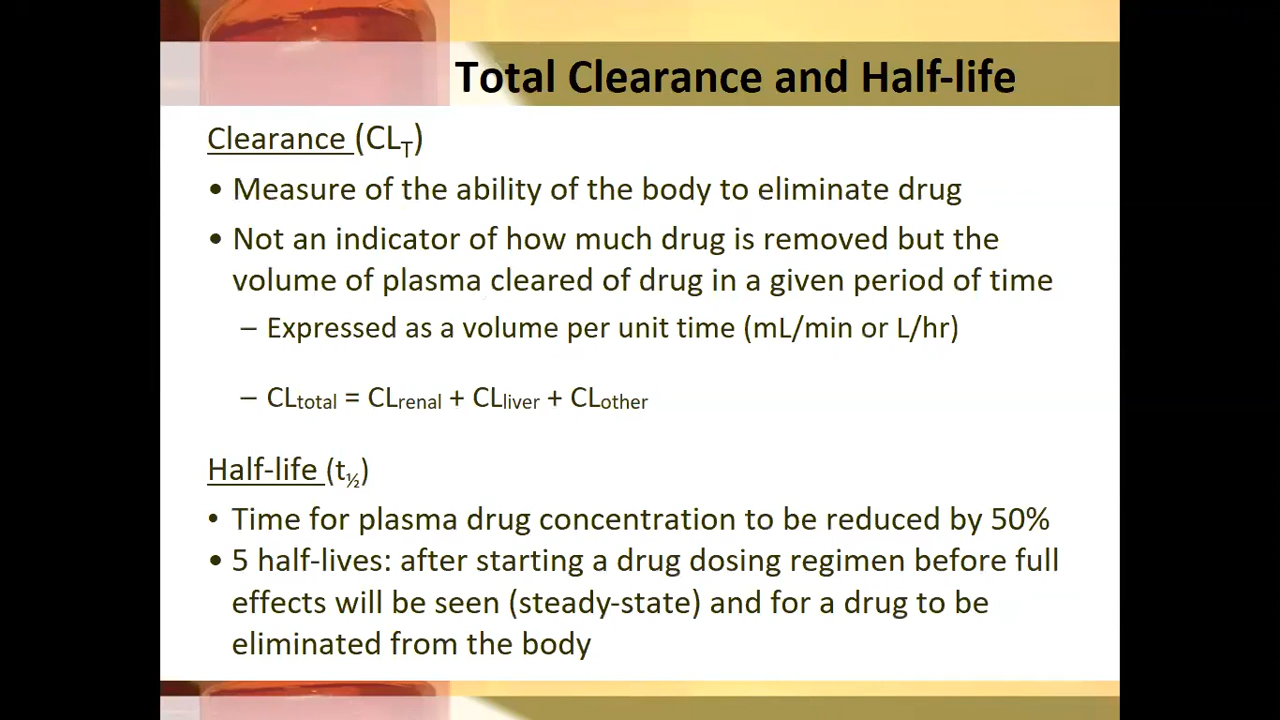 Total Clearance and Half-life
Clearance (CLT)
• Measure of the ability of the body to eliminate drug
• Not an indicator of how much drug is removed but the
volume of plasma cleared of drug in a given period of time
– Expressed as a volume per unit time (mL/min or L/hr)
– CLtotal = CLrenal + CLliver + CLother
Half-life (t½)
• Time for plasma drug concentration to be reduced by 50%
• 5 half-lives: after starting a drug dosing regimen before full
effects will be seen (steady-state) and for a drug to be
eliminated from the body